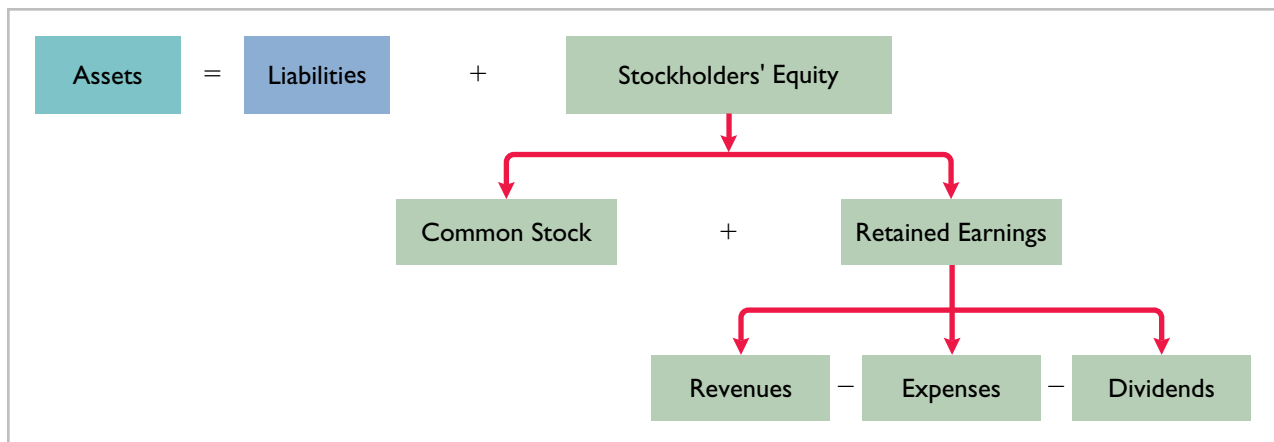 Assets = Liabilities + Stockholders' Equity
Common Stock + Retained Earnings
Revenues – Expenses – Dividends